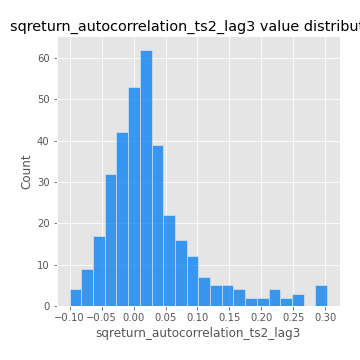 sqreturn_autocorrelation_ts2_lag3 value distribut
60
50
40
30
20
10
0
Count
−0.10 −0.05 0.00 0.05 0.10 0.15 0.20 0.25 0.30
sqreturn_autocorrelation_ts2_lag3